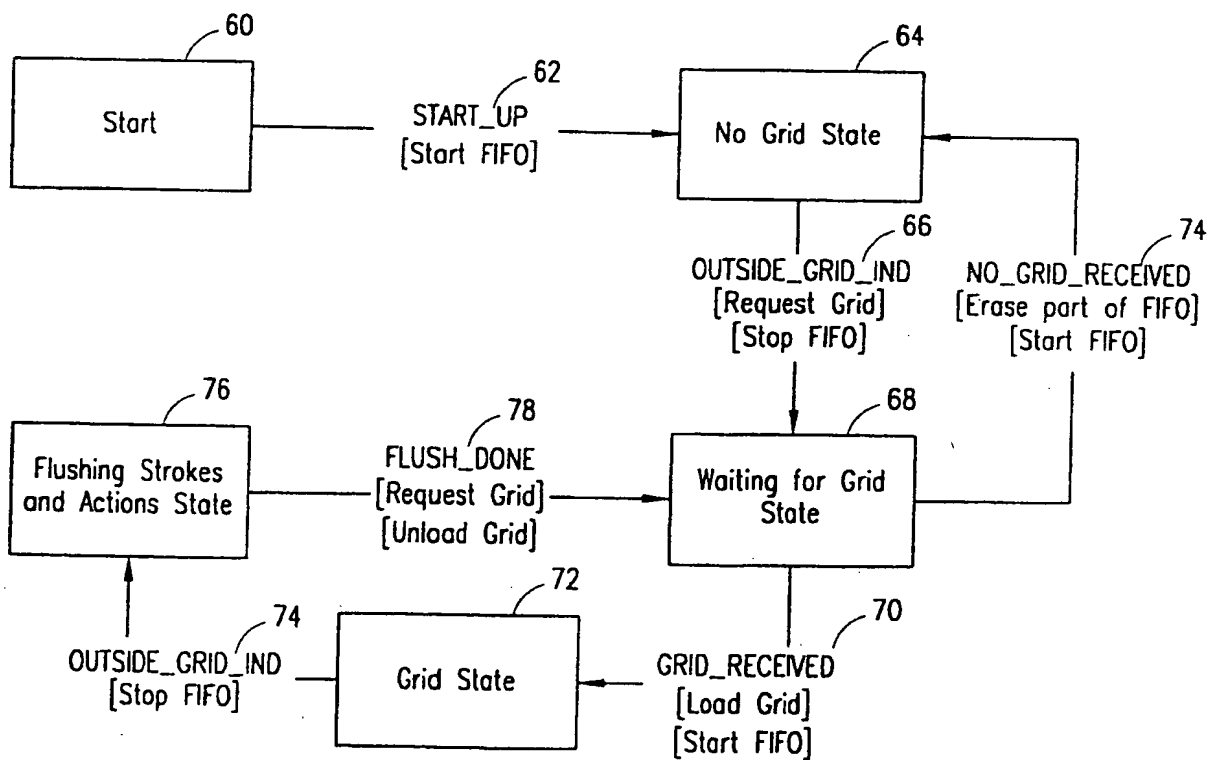 60
Start
62
START_UP
[Start FIFO]
64
No Grid State
66
OUTSIDE_GRID_IND
[Request Grid]
[Stop FIFO]
74
NO_GRID_RECEIVED
[Erase part of FIFO]
[Start FIFO]
76
Flushing Strokes
and Actions State
78
FLUSH_DONE
[Request Grid]
[Unload Grid]
68
Waiting for Grid
State
74
OUTSIDE_GRID_IND
[Stop FIFO]
72
Grid State
70
GRID_RECEIVED
[Load Grid]
[Start FIFO]